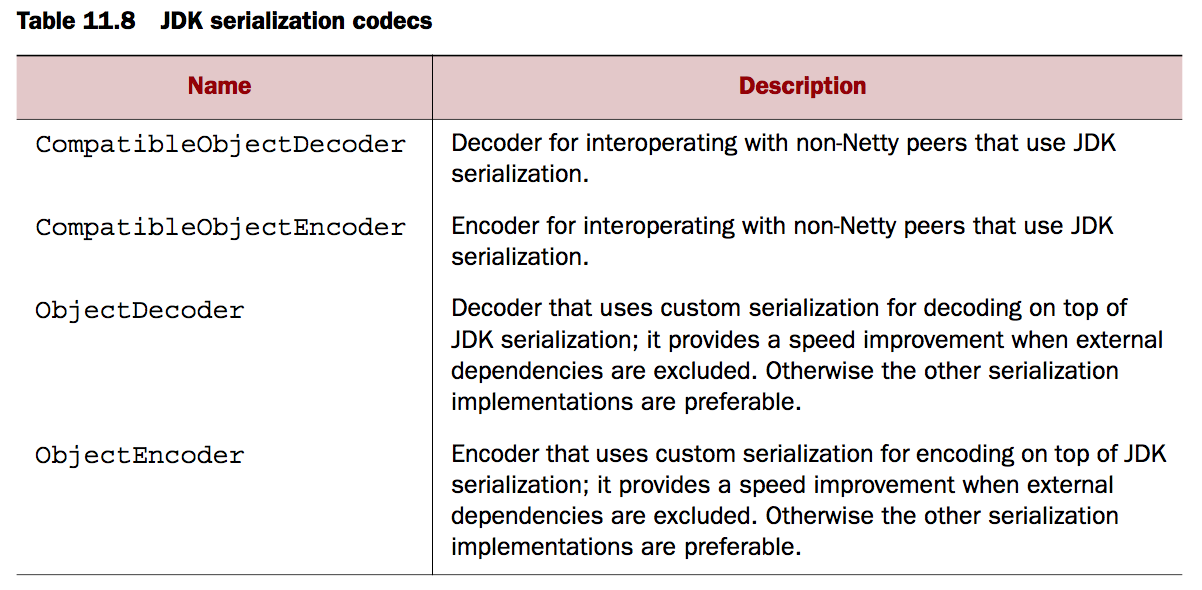 Table 11.8 JDK serialization codecs
Name Description
CompatibleObjectDecoder Decoder for interoperating with non-Netty peers that use JDK
serialization.
CompatibleObjectEncoder Encoder for interoperating with non-Netty peers that use JDK
serialization.
ObjectDecoder Decoder that uses custom serialization for decoding on top of
JDK serialization; it provides a speed improvement when external
dependencies are excluded. Otherwise the other serialization
implementations are preferable.
ObjectEncoder Encoder that uses custom serialization for encoding on top of JDK
serialization; it provides a speed improvement when external
dependencies are excluded. Otherwise the other serialization
implementations are preferable.